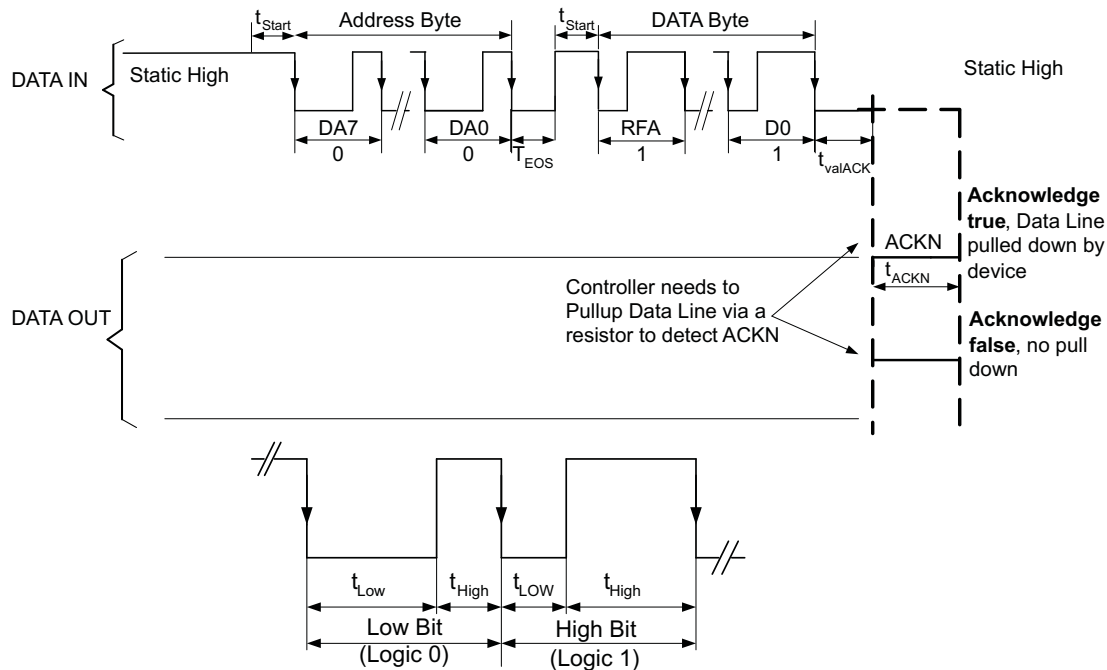 tStart
Address Byte
tStart
DATA Byte
DATA IN
Static High
Static High
DA7
0
DA0
0
TEOS
RFA
1
D0
1
tvalACK
Acknowledge
true, Data Line
pulled down by
device
ACKN
tACKN
Controller needs to
Pullup Data Line via a
resistor to detect ACKN
DATA OUT
Acknowledge
false, no pull
down
tLow
tHigh
tLOW
tHigh
Low Bit
(Logic 0)
High Bit
(Logic 1)